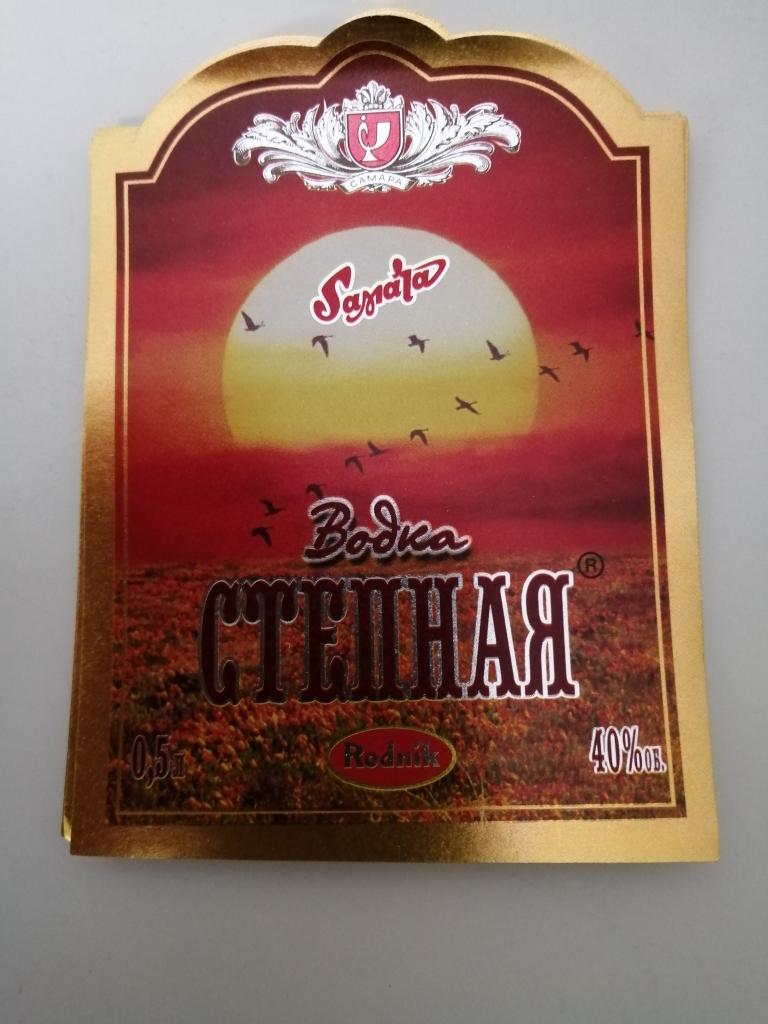 САМАРА
Samara
Водка
СТЕПНАЯ ®
0,5л
Rodnik
40%ОБ.